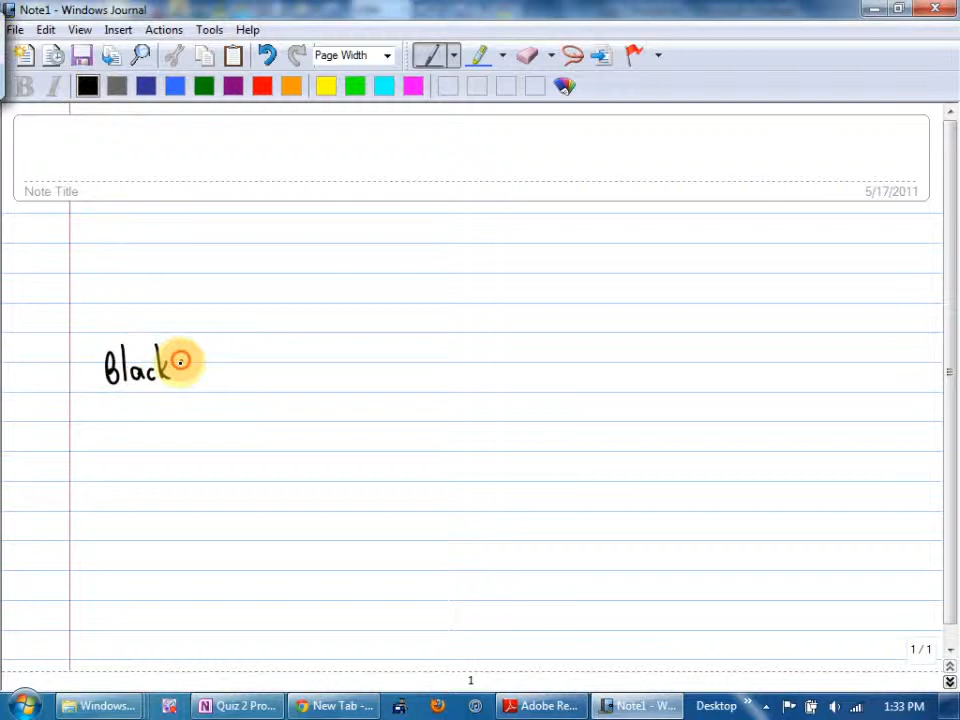 Note1 - Windows Journal
File Edit View Insert Actions Tools Help
Page Width
B I
Note Title 5/17/2011
Black
1 / 1
1
Windows... Quiz 2 Pro... New Tab -... Adobe Re... Note1 - W... Desktop » 1:33 PM